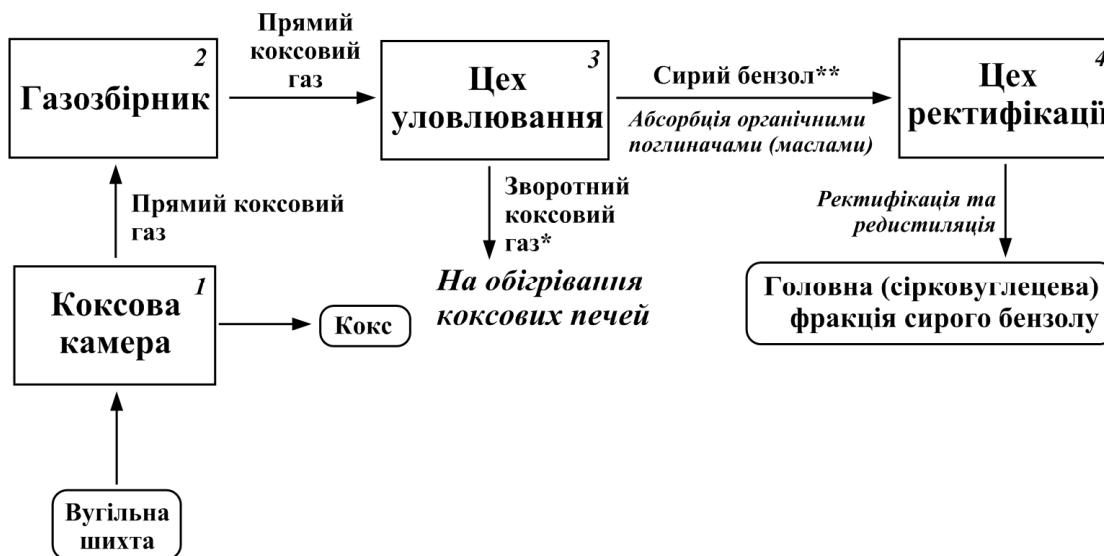 2
Газозбірник
Прямий
коксовий
газ
3
Цех
уловлювання
Сирий бензол**
Абсорбція органічними
поглиначами (маслами)
4
Цех
ректифікації
Прямий коксовий
газ
Зворотний
коксовий
газ*
Ректифікація та
редистиляція
1
Коксова
камера
Кокс
На обігрівання
коксових печей
Головна (сірковуглецева)
фракція сирого бензолу
Вугільна
шихта